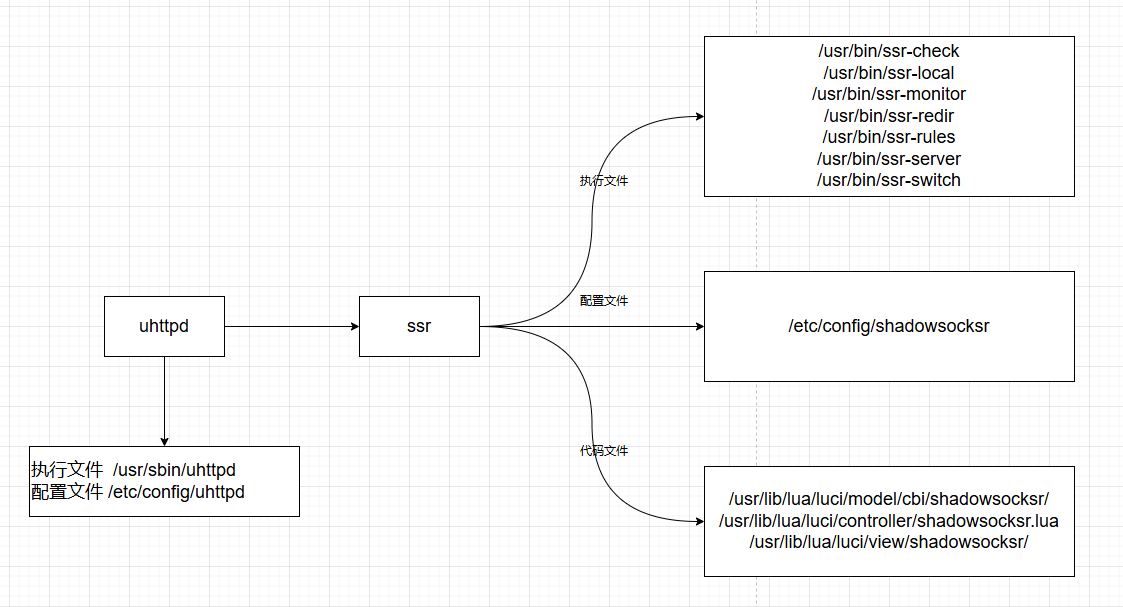 /usr/bin/ssr-check
/usr/bin/ssr-local
/usr/bin/ssr-monitor
/usr/bin/ssr-redir
/usr/bin/ssr-rules
/usr/bin/ssr-server
/usr/bin/ssr-switch
执行文件
配置文件
uhttpd
ssr
/etc/config/shadowsocksr
代码文件
执行文件 /usr/sbin/uhttpd
配置文件 /etc/config/uhttpd
/usr/lib/lua/luci/model/cbi/shadowsocksr/
/usr/lib/lua/luci/controller/shadowsocksr.lua
/usr/lib/lua/luci/view/shadowsocksr/